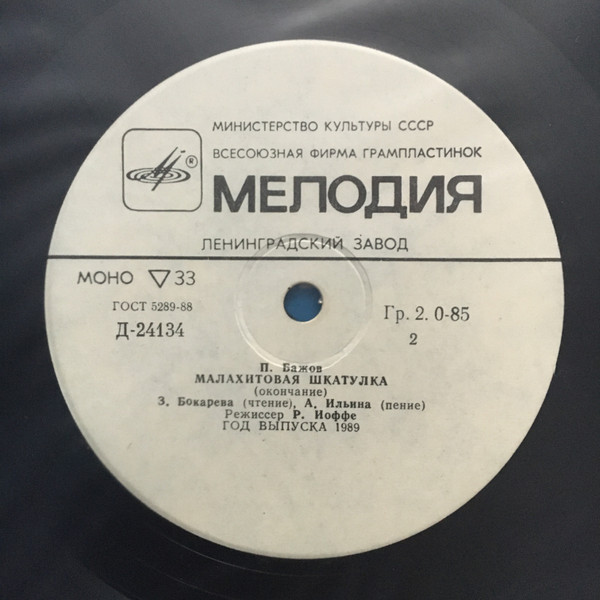 МИНИСТЕРСТВО КУЛЬТУРЫ СССР
ВСЕСОЮЗНАЯ ФИРМА ГРАМПЛАСТИНОК
®
МЕЛОДИЯ
ЛЕНИНГРАДСКИЙ ЗАВОД
МОНО ▽ 33
ГОСТ 5289-88
Д-24134
Гр. 2. 0-85
2
П. Бажов
МАЛАХИТОВАЯ ШКАТУЛКА
(окончание)
З. Бокарева (чтение), А. Ильина (пение)
Режиссер Р. Иоффе
ГОД ВЫПУСКА 1989